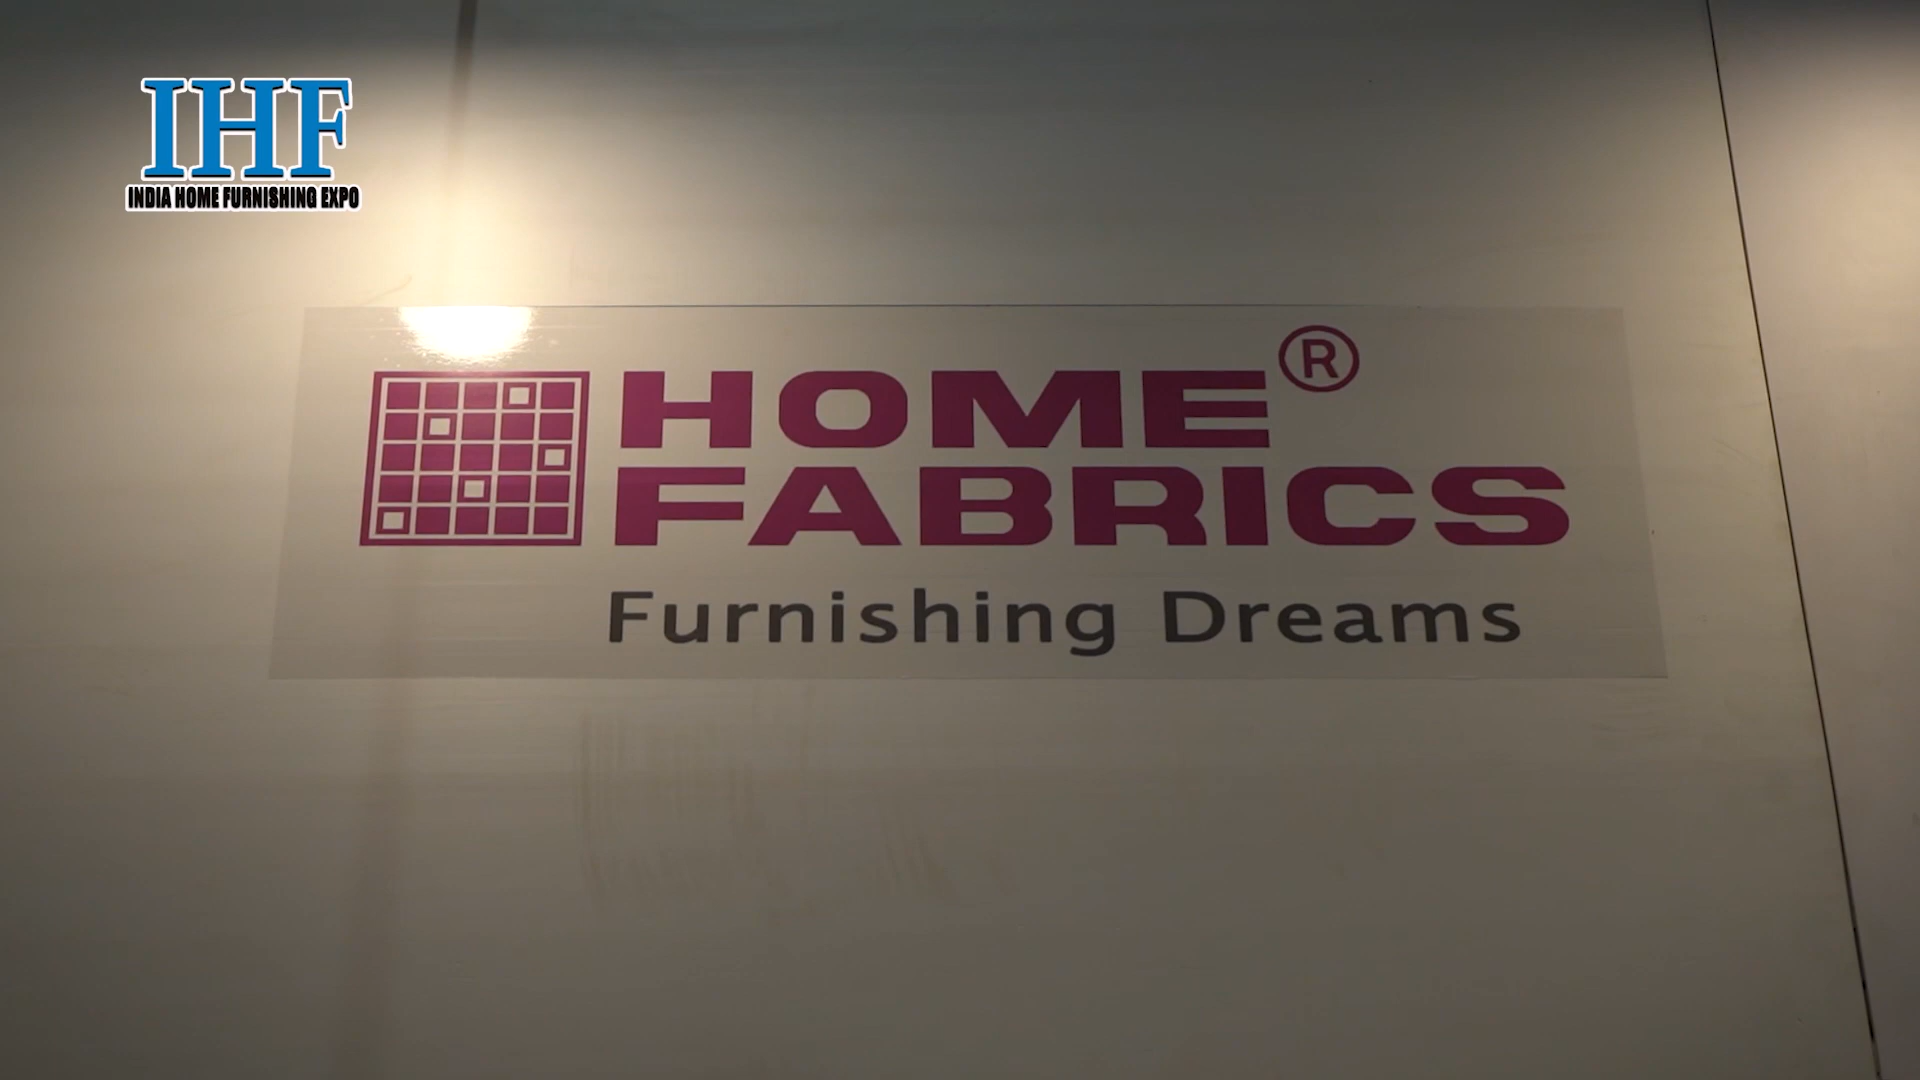 IHF
INDIA HOME FURNISHING EXPO
HOME®
FABRICS
Furnishing Dreams